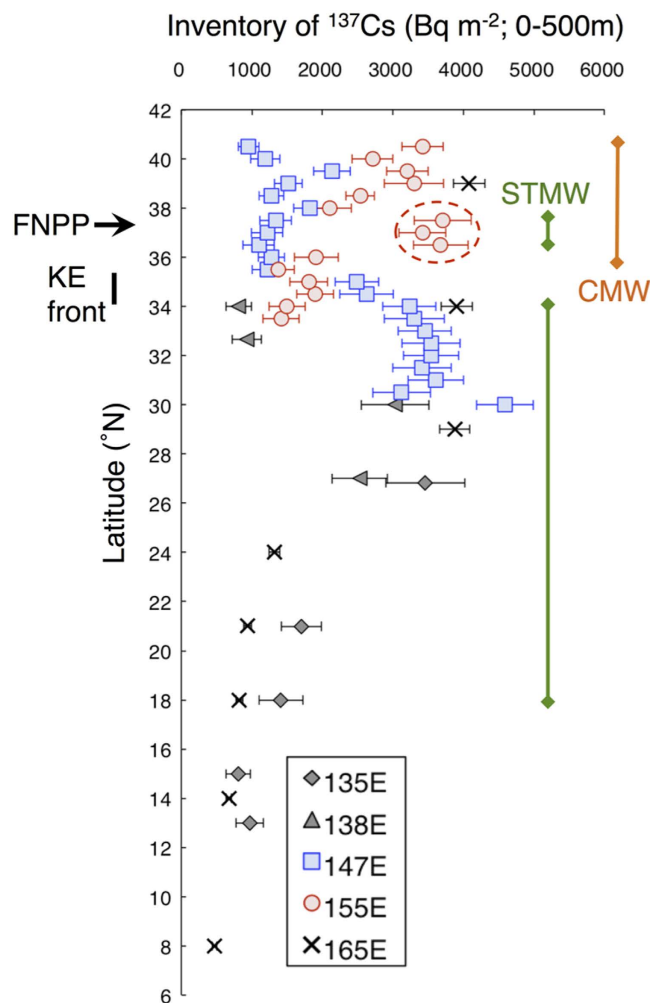 Inventory of ¹³⁷Cs (Bq m⁻²; 0-500m)
0 1000 2000 3000 4000 5000 6000
42
40
38
36
34
32
30
28
26
24
22
20
18
16
14
12
10
8
6
FNPP
KE
front
Latitude (°N)
STMW
CMW
135E
138E
147E
155E
165E